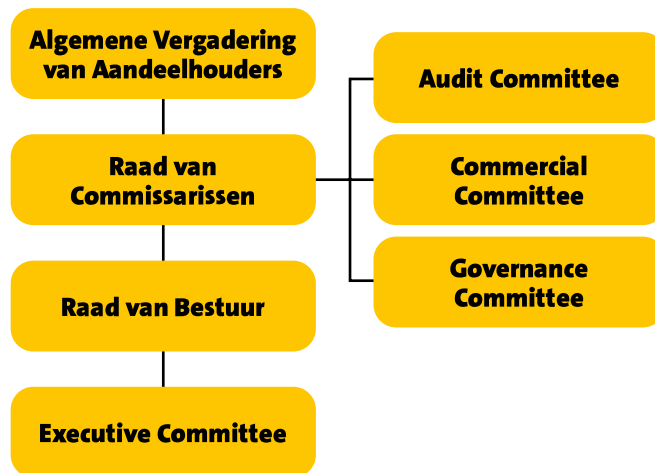 Algemene Vergadering
van Aandeelhouders
Raad van
Commissarissen
Raad van Bestuur
Executive Committee
Audit Committee
Commercial
Committee
Governance
Committee